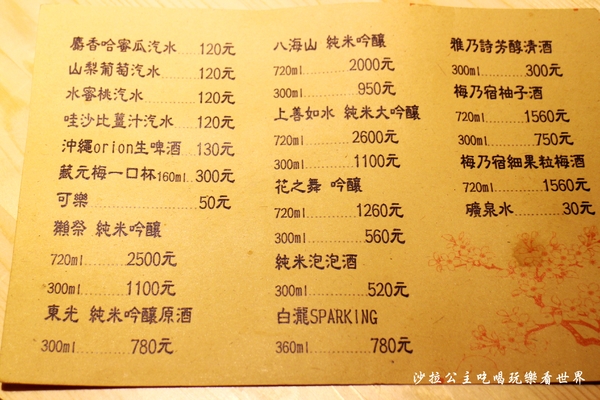 麝香哈蜜瓜汽水......120元
山梨葡萄汽水......120元
水蜜桃汽水......120元
哇沙比薑汁汽水......120元
沖繩orion生啤酒...130元
藏元梅一口杯160ml..300元
可樂......50元
獺祭 純米吟釀
720ml......2500元
300ml......1100元
東光 純米吟釀原酒
300ml......780元
八海山 純米吟釀
720ml......2000元
300ml......950元
上善如水 純米大吟釀
720ml......2600元
300ml......1100元
花之舞 吟釀
720ml......1260元
300ml......560元
純米泡泡酒
300ml......520元
白瀧SPARKING
360ml......780元
雅乃詩芳醇清酒
300ml......300元
梅乃宿柚子酒
720ml......1560元
300ml......750元
梅乃宿細果粒梅酒
720ml......1560元
礦泉水......30元
沙拉公主吃喝玩樂看世界